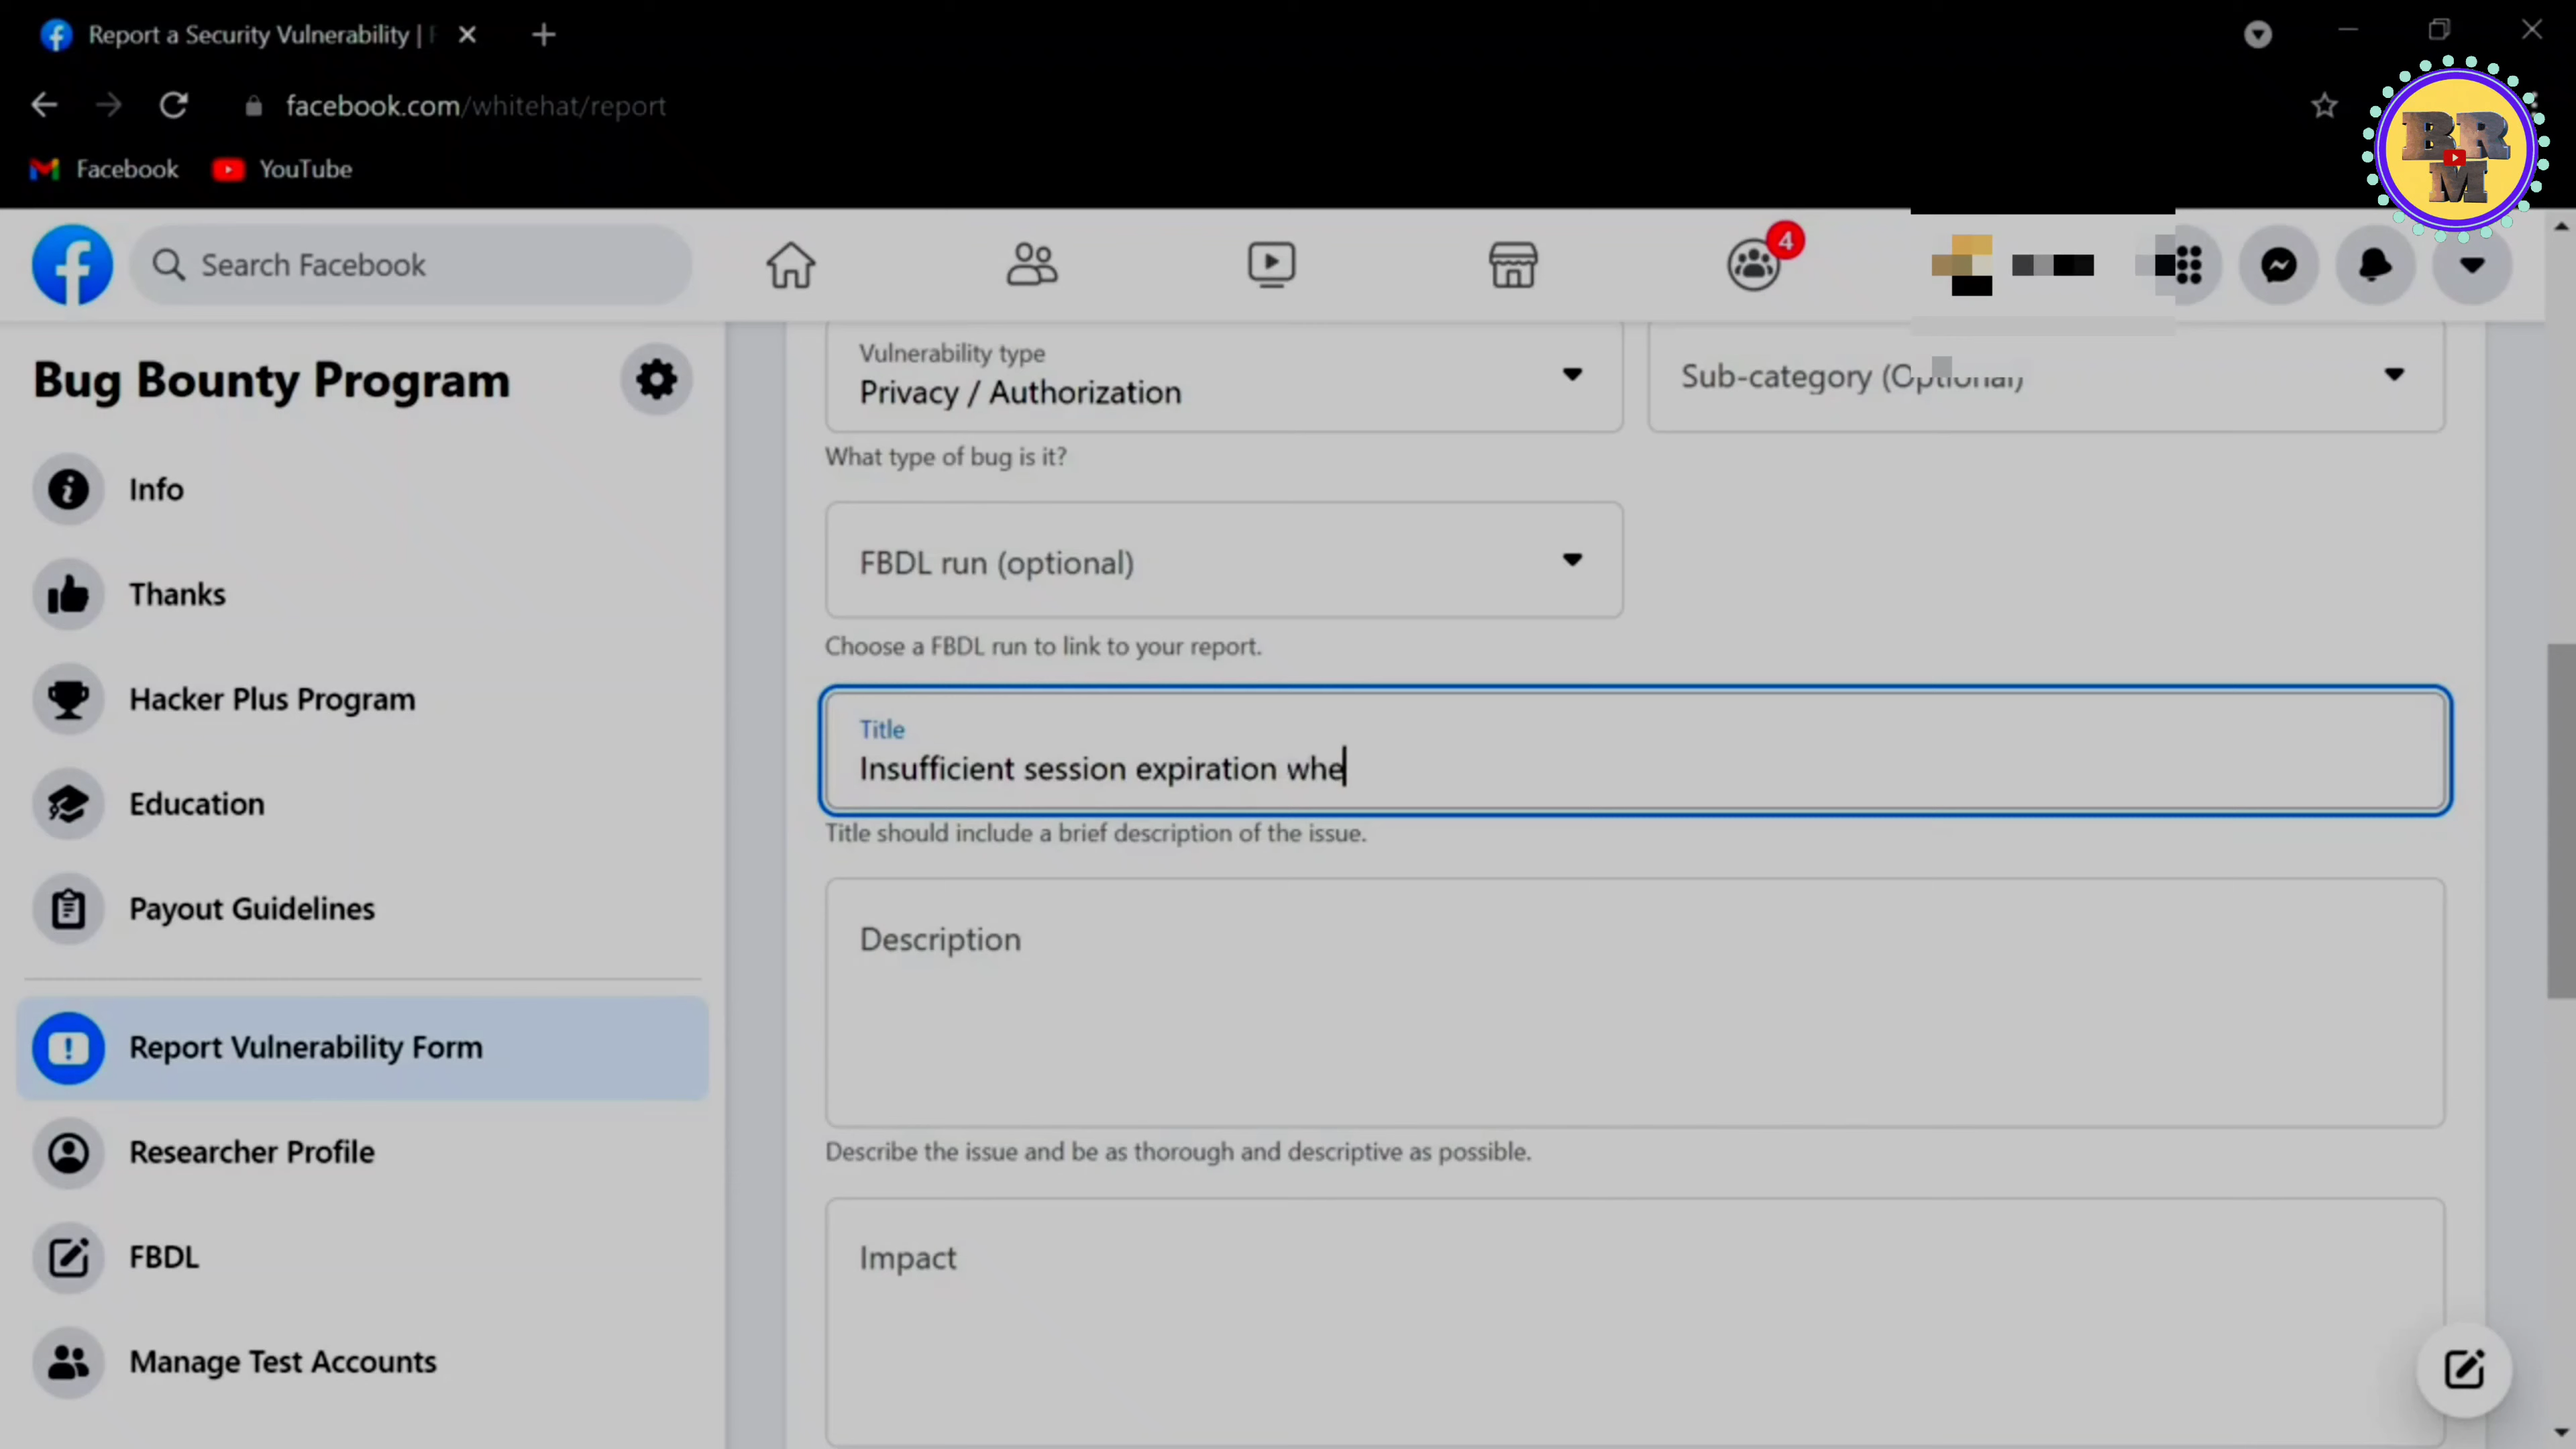 Report a Security Vulnerability |
facebook.com/whitehat/report
Facebook
YouTube
BR
M
Search Facebook
4
Bug Bounty Program
Info
Thanks
Hacker Plus Program
Education
Payout Guidelines
Report Vulnerability Form
Researcher Profile
FBDL
Manage Test Accounts
Vulnerability type
Privacy / Authorization
Sub-category (Optional)
What type of bug is it?
FBDL run (optional)
Choose a FBDL run to link to your report.
Title
Insufficient session expiration whe
Title should include a brief description of the issue.
Description
Describe the issue and be as thorough and descriptive as possible.
Impact